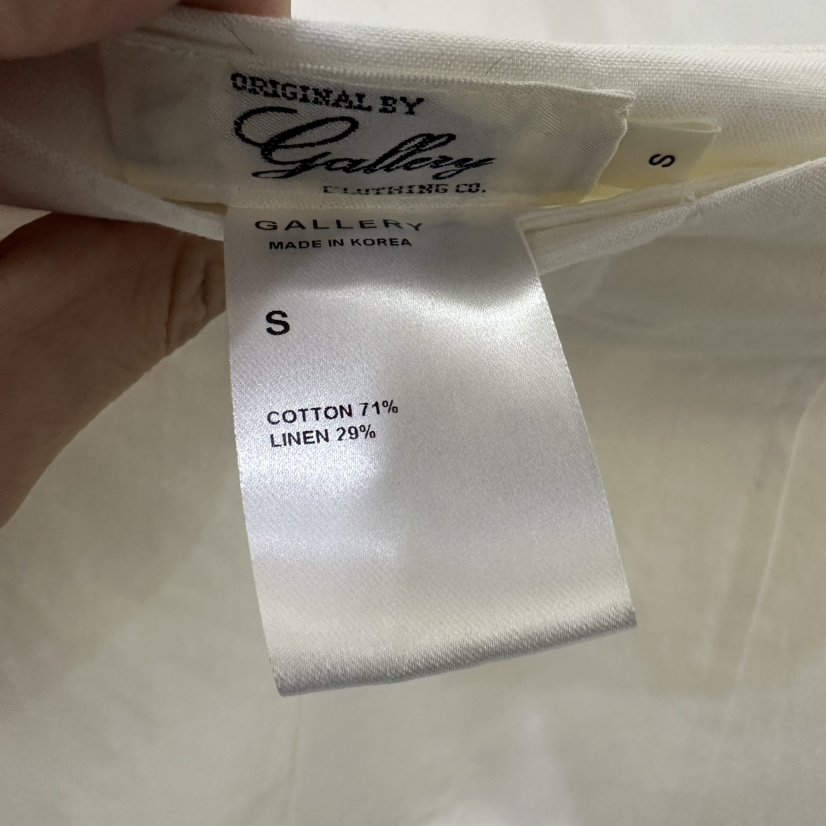 ORIGINAL BY
Gallery
CLOTHING CO.
S
GALLERY
MADE IN KOREA
S
COTTON 71%
LINEN 29%